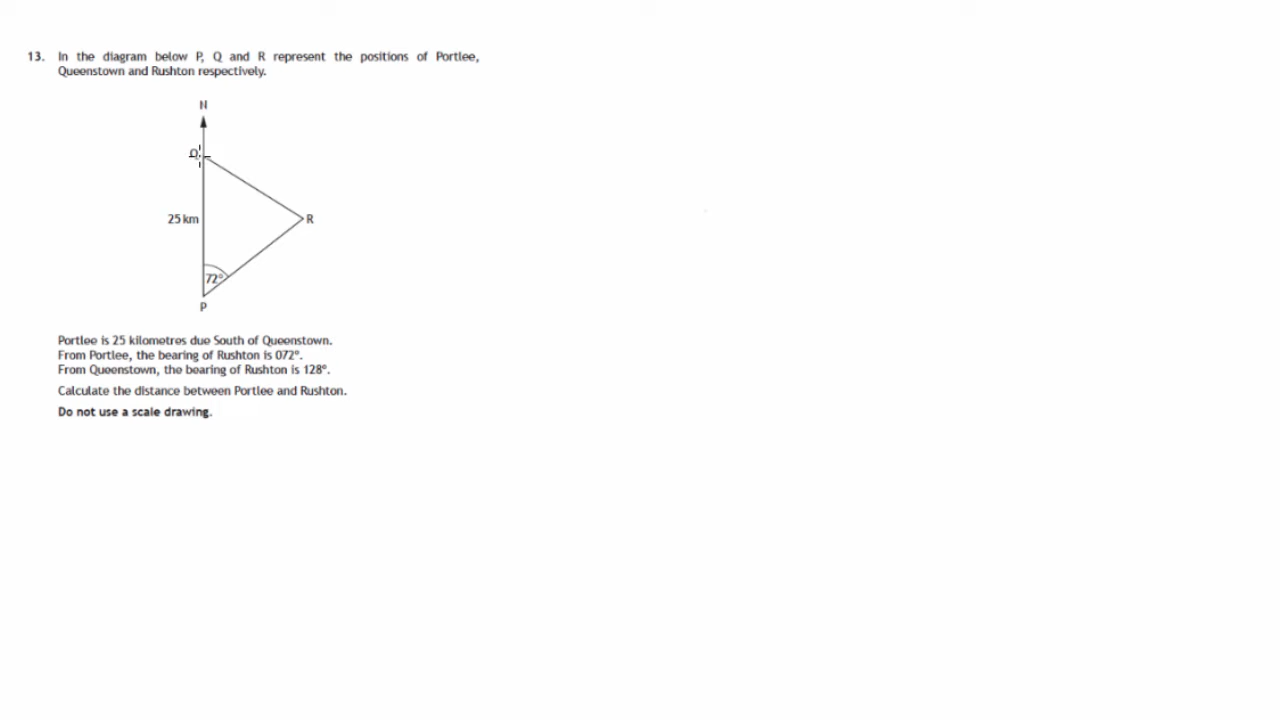 13. In the diagram below P, Q and R represent the positions of Portlee,
Queenstown and Rushton respectively.
N
Q
25 km
R
72°
P
Portlee is 25 kilometres due South of Queenstown.
From Portlee, the bearing of Rushton is 072°.
From Queenstown, the bearing of Rushton is 128°.
Calculate the distance between Portlee and Rushton.
Do not use a scale drawing.